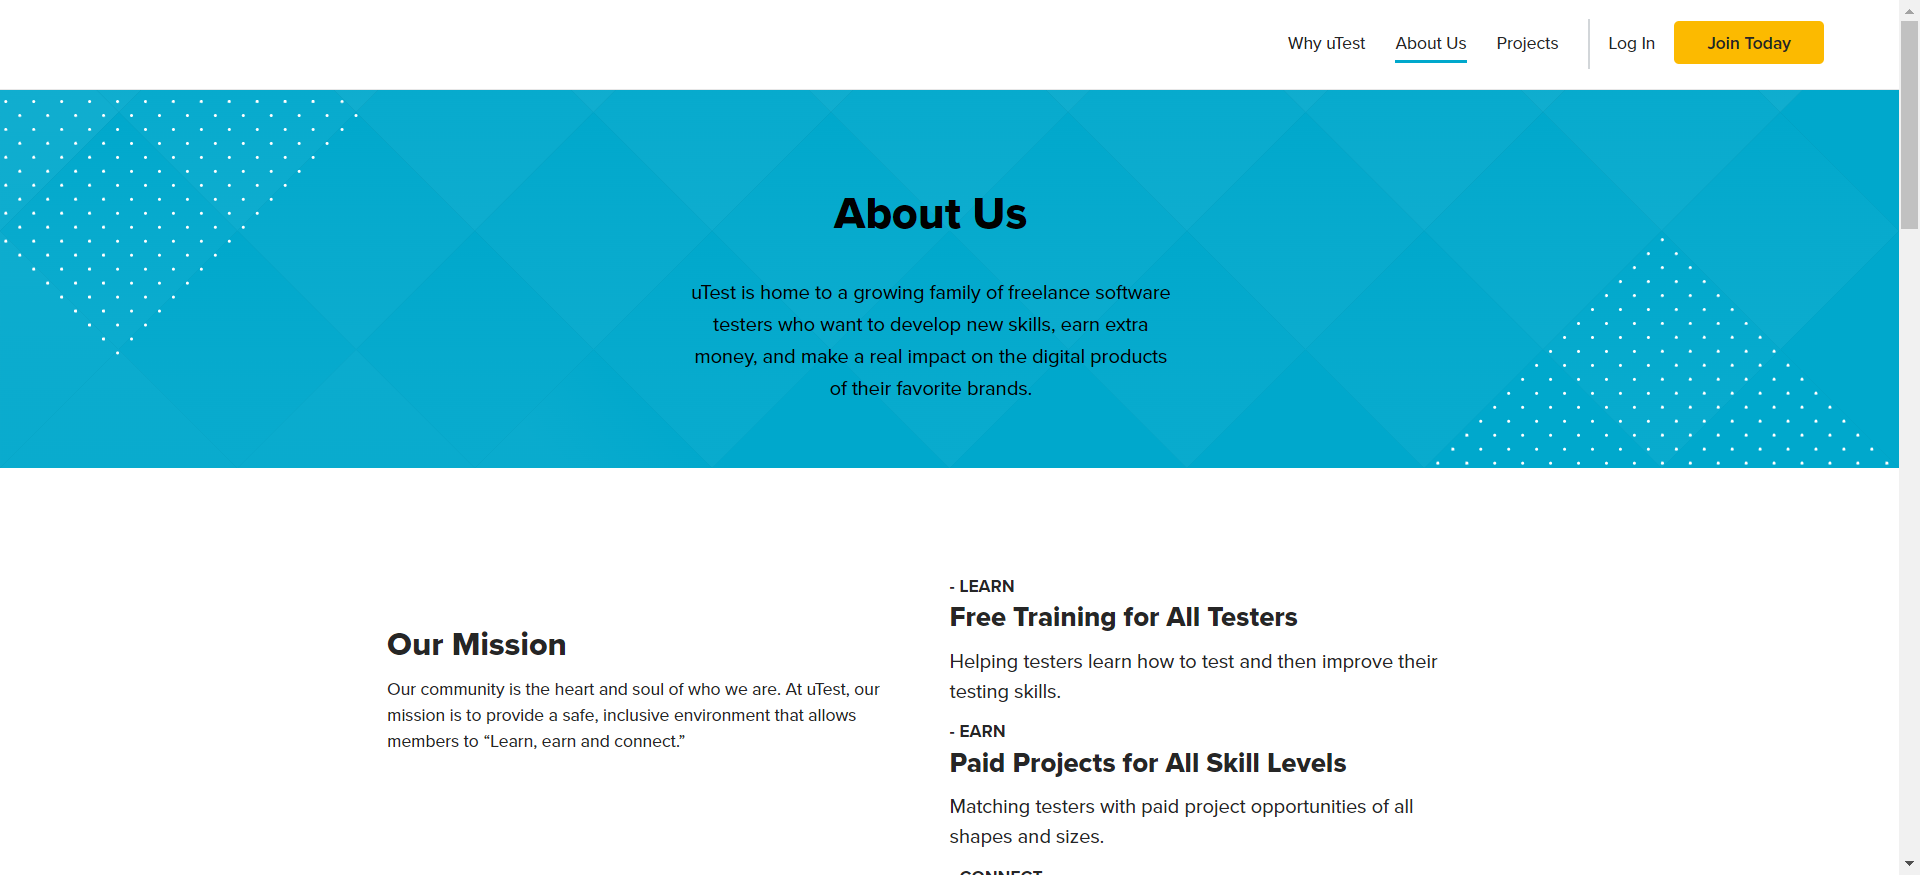 Why uTest
About Us
Projects
Log In
Join Today
About Us
uTest is home to a growing family of freelance software
testers who want to develop new skills, earn extra
money, and make a real impact on the digital products
of their favorite brands.
Our Mission
Our community is the heart and soul of who we are. At uTest, our
mission is to provide a safe, inclusive environment that allows
members to “Learn, earn and connect.”
- LEARN
Free Training for All Testers
Helping testers learn how to test and then improve their
testing skills.
- EARN
Paid Projects for All Skill Levels
Matching testers with paid project opportunities of all
shapes and sizes.
- CONNECT